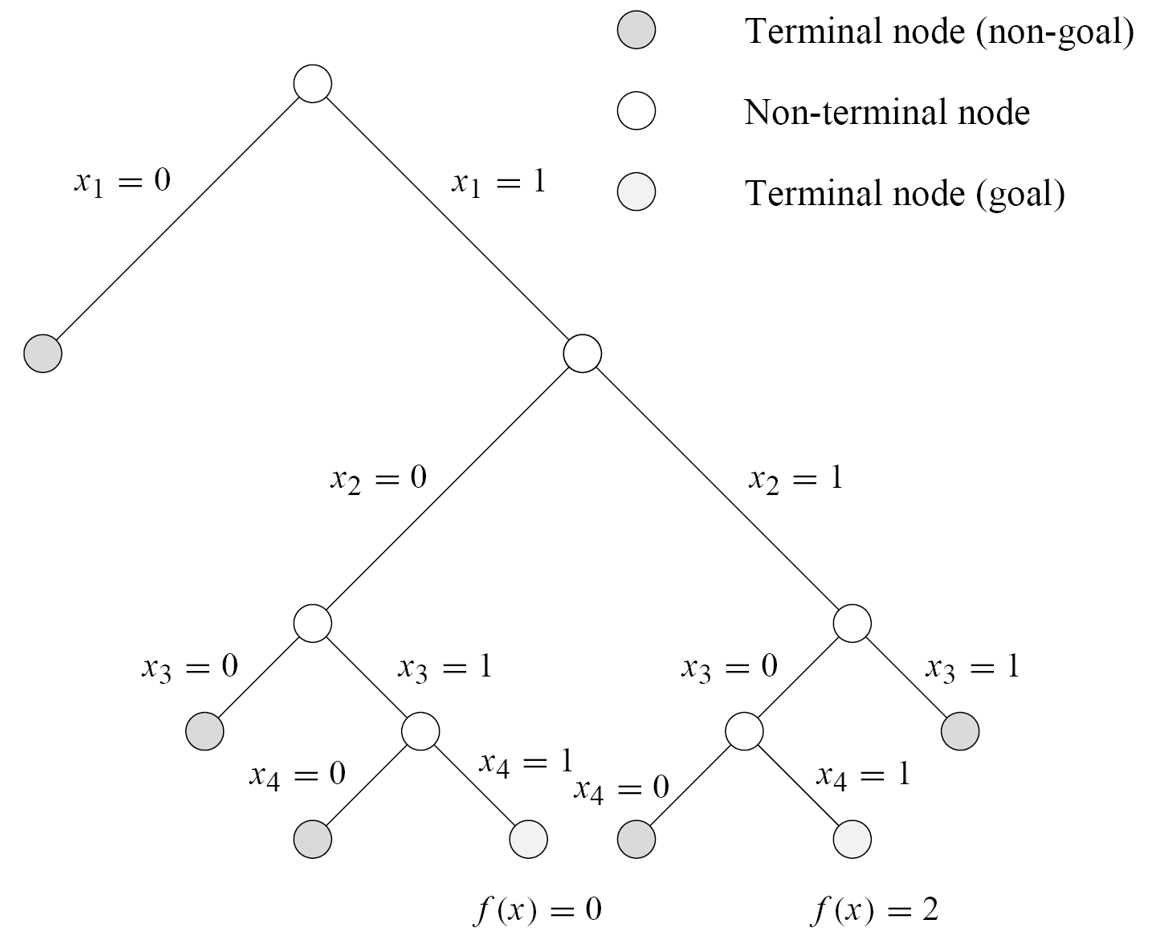 Terminal node (non-goal)
Non-terminal node
Terminal node (goal)
x₁ = 0
x₁ = 1
x₂ = 0
x₂ = 1
x₃ = 0
x₃ = 1
x₃ = 0
x₃ = 1
x₄ = 0
x₄ = 1
x₄ = 0
x₄ = 1
f(x) = 0
f(x) = 2